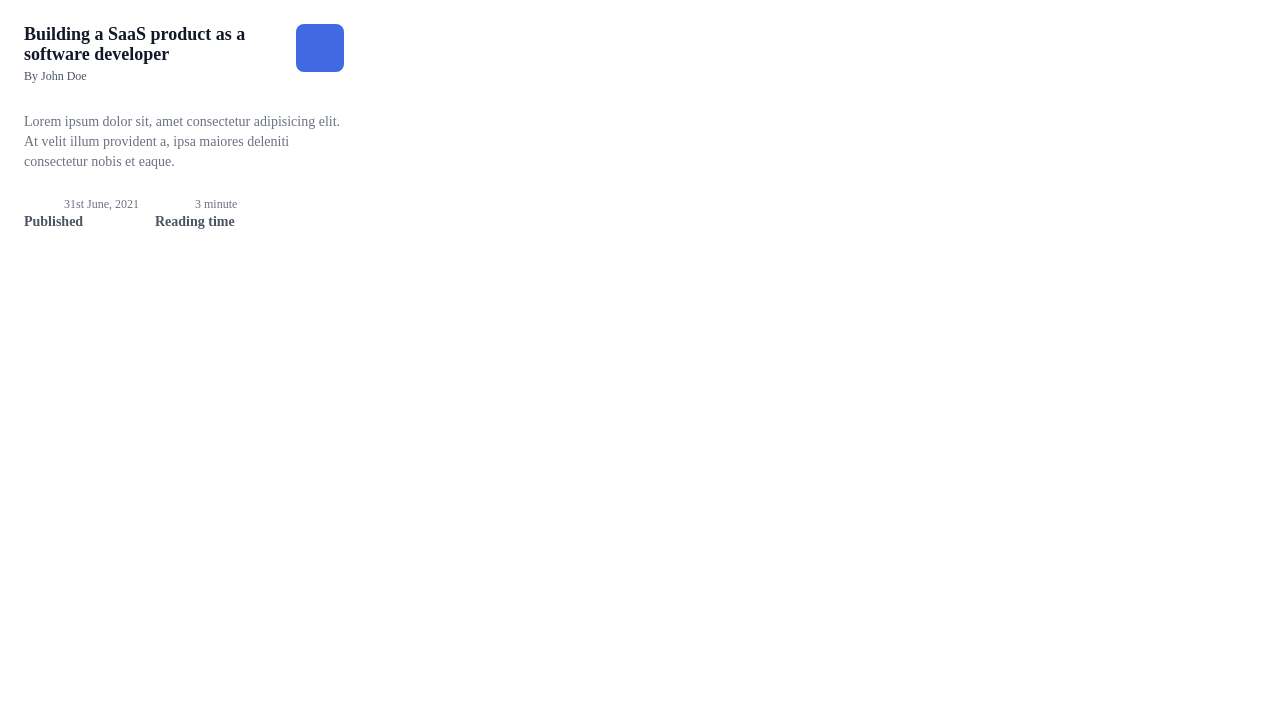 Building a SaaS product as a
software developer
By John Doe
Lorem ipsum dolor sit, amet consectetur adipisicing elit.
At velit illum provident a, ipsa maiores deleniti
consectetur nobis et eaque.
31st June, 2021
Published
3 minute
Reading time